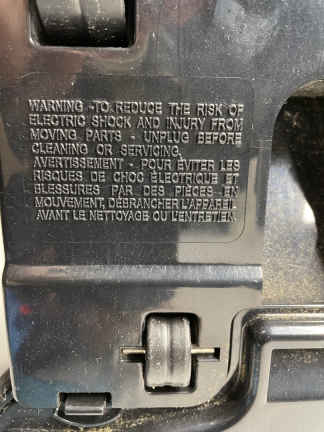 WARNING -TO REDUCE THE RISK OF
ELECTRIC SHOCK AND INJURY FROM
MOVING PARTS - UNPLUG BEFORE
CLEANING OR SERVICING.
AVERTISSEMENT - POUR ÉVITER LES
RISQUES DE CHOC ÉLECTRIQUE ET
BLESSURES PAR DES PIÈCES EN
MOUVEMENT, DÉBRANCHER L'APPAREIL
AVANT LE NETTOYAGE OU L'ENTRETIEN.